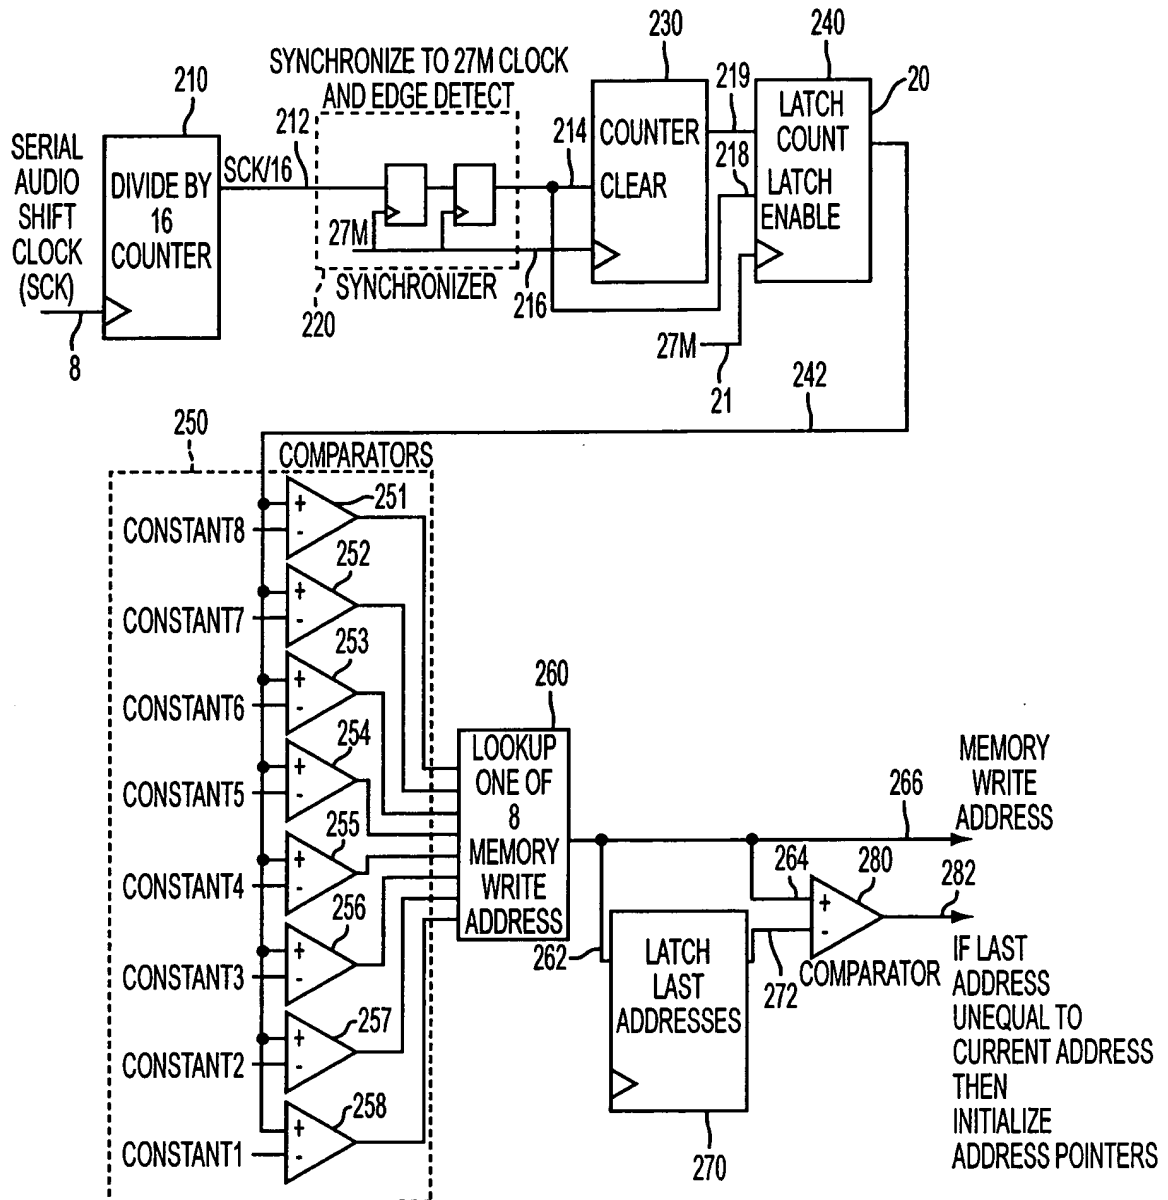 SERIAL
AUDIO
SHIFT
CLOCK
(SCK)
8
210
DIVIDE BY
16
COUNTER
SCK/16
212
SYNCHRONIZE TO 27M CLOCK
AND EDGE DETECT
27M
SYNCHRONIZER
220
214
216
230
COUNTER
CLEAR
219
218
240
20
LATCH
COUNT
LATCH
ENABLE
27M
21
242
250
COMPARATORS
251
+
-
CONSTANT8
252
+
-
CONSTANT7
253
+
-
CONSTANT6
254
+
-
CONSTANT5
255
+
-
CONSTANT4
256
+
-
CONSTANT3
257
+
-
CONSTANT2
258
+
-
CONSTANT1
260
LOOKUP
ONE OF
8
MEMORY
WRITE
ADDRESS
262
LATCH
LAST
ADDRESSES
270
272
264
+
-
280
COMPARATOR
266
MEMORY
WRITE
ADDRESS
282
IF LAST
ADDRESS
UNEQUAL TO
CURRENT ADDRESS
THEN
INITIALIZE
ADDRESS POINTERS